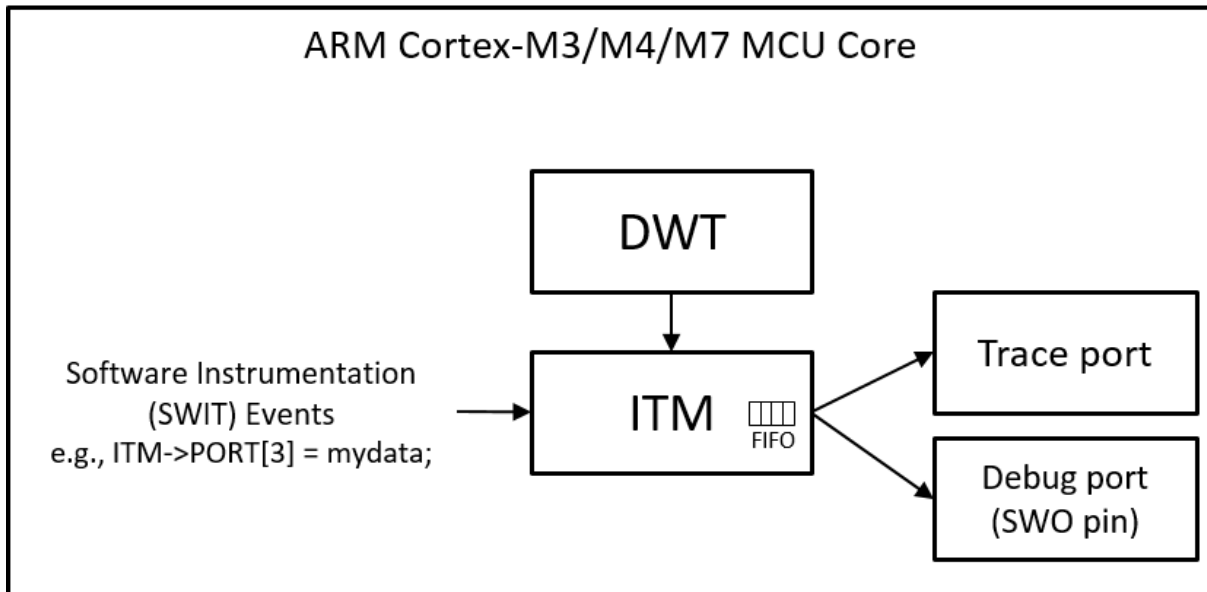 ARM Cortex-M3/M4/M7 MCU Core
DWT
Software Instrumentation
(SWIT) Events
e.g., ITM->PORT[3] = mydata;
ITM
FIFO
Trace port
Debug port
(SWO pin)